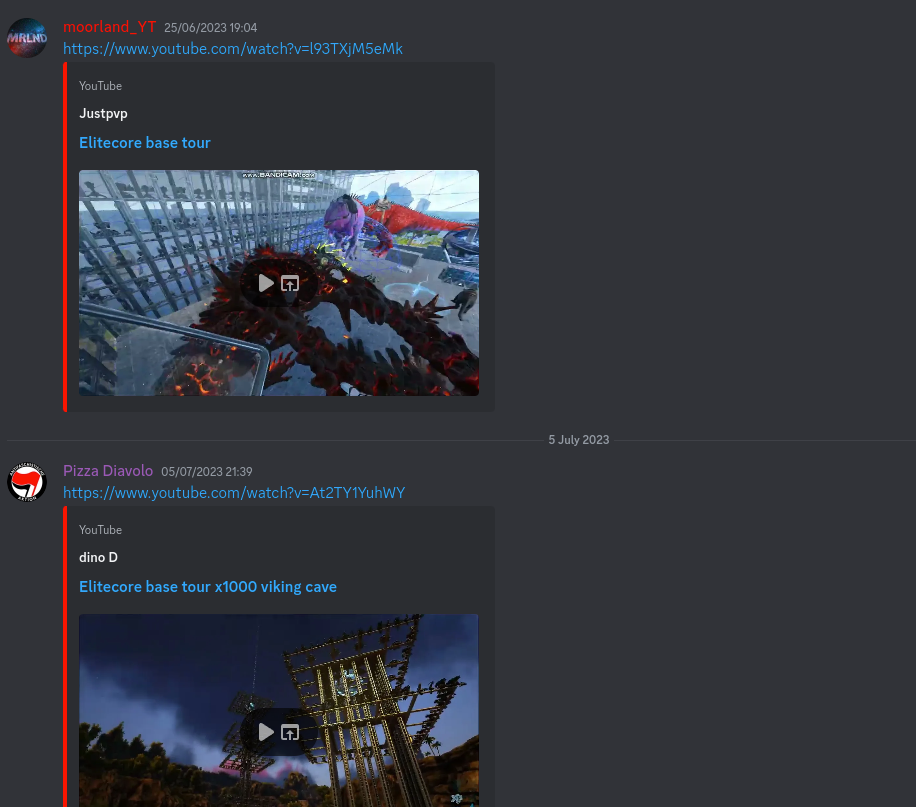 MRLND
moorland_YT 25/06/2023 19:04
https://www.youtube.com/watch?v=l93TXjM5eMk
YouTube
Justpvp
Elitecore base tour
www.BANDICAM.com
5 July 2023
Pizza Diavolo 05/07/2023 21:39
https://www.youtube.com/watch?v=At2TY1YuhWY
ANTIFASCHISTISCHE
AKTION
YouTube
dino D
Elitecore base tour x1000 viking cave